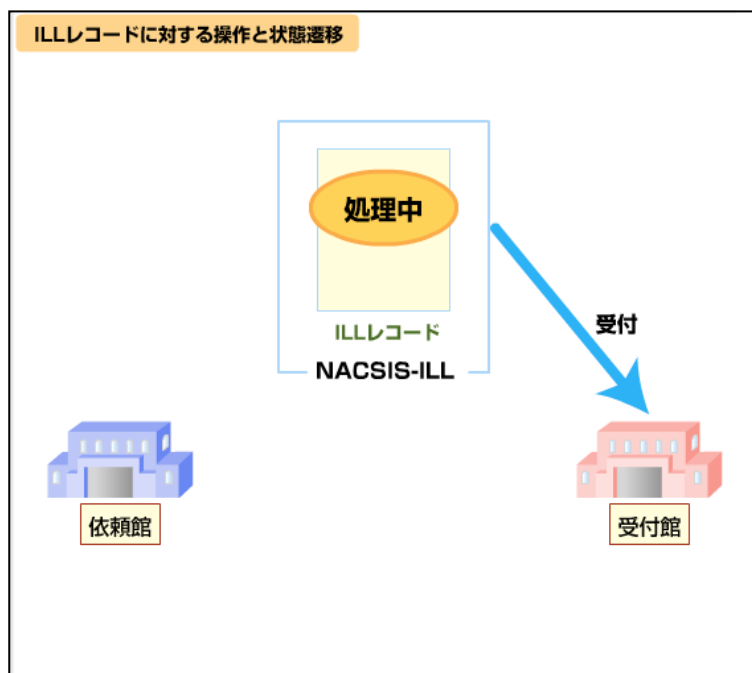 ILLレコードに対する操作と状態遷移
処理中
ILLレコード
NACSIS-ILL
受付
依頼館
受付館